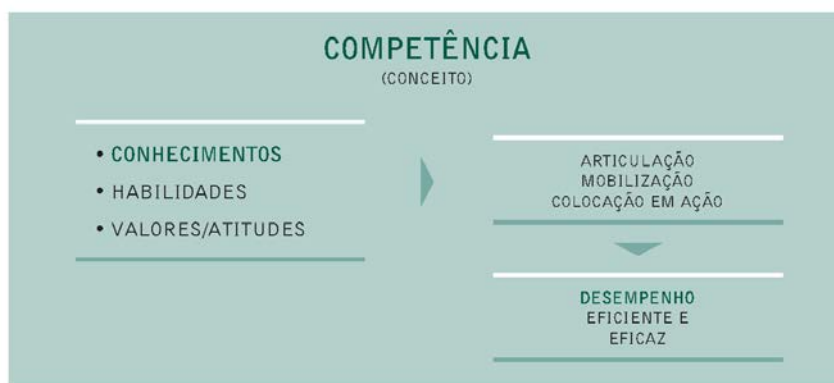 COMPETÊNCIA
(CONCEITO)
• CONHECIMENTOS
• HABILIDADES
• VALORES/ATITUDES
ARTICULAÇÃO
MOBILIZAÇÃO
COLOCAÇÃO EM AÇÃO
DESEMPENHO
EFICIENTE E
EFICAZ